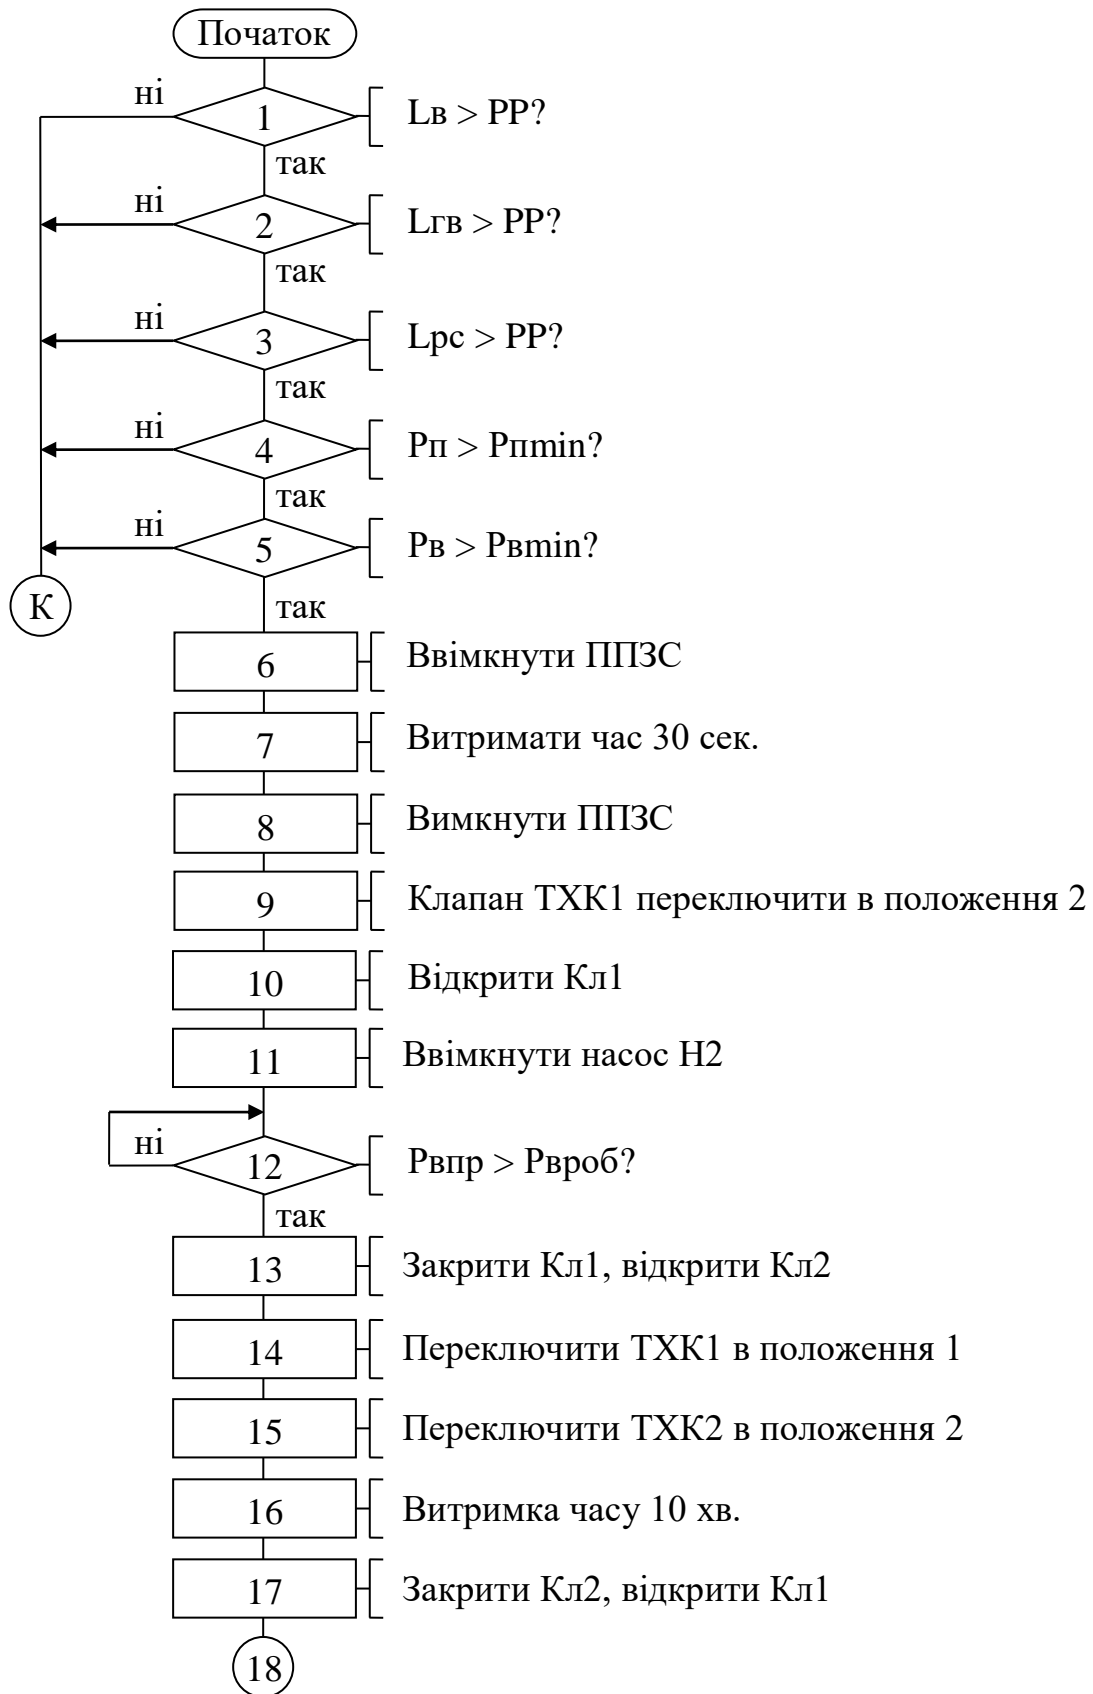 Початок
ні
1
Lв > РР?
так
ні
2
Lгв > РР?
так
ні
3
Lрс > РР?
так
ні
4
Рп > Рпmin?
так
ні
5
Рв > Рвmin?
К
так
6
Ввімкнути ППЗС
7
Витримати час 30 сек.
8
Вимкнути ППЗС
9
Клапан ТХК1 переключити в положення 2
10
Відкрити Кл1
11
Ввімкнути насос Н2
ні
12
Рвпр > Рвроб?
так
13
Закрити Кл1, відкрити Кл2
14
Переключити ТХК1 в положення 1
15
Переключити ТХК2 в положення 2
16
Витримка часу 10 хв.
17
Закрити Кл2, відкрити Кл1
18